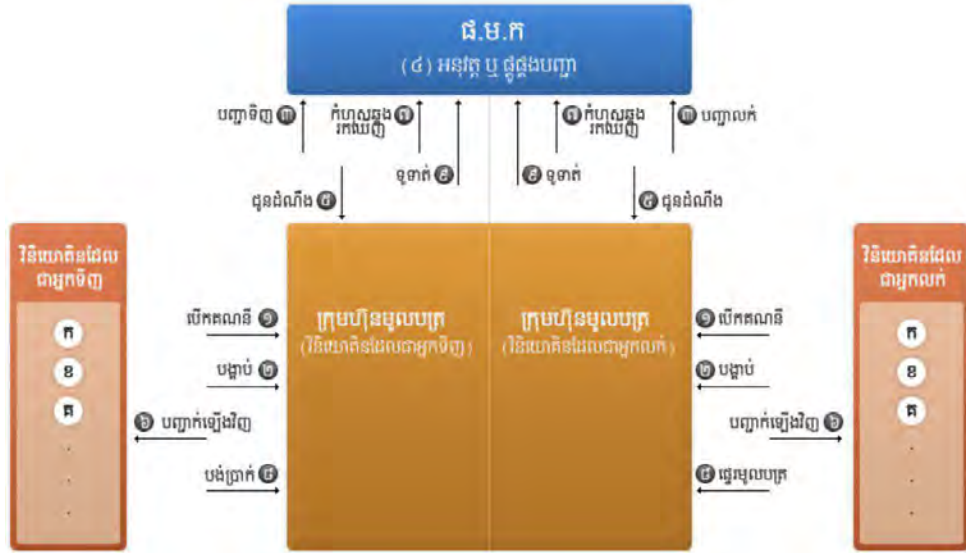 ផ.ម.ក
(៤) អនុវត្ត ឬ ផ្គូផ្គងបញ្ជា
បញ្ជាទិញ ៣
កំហុសឆ្គង ៧
រកឃើញ
៧ កំហុសឆ្គង
រកឃើញ
៣ បញ្ជាលក់
ទូទាត់ ៩
៩ ទូទាត់
ជូនដំណឹង ៥
៥ ជូនដំណឹង
វិនិយោគិនដែល
ជាអ្នកទិញ
ក
ខ
គ
.
.
.
បើកគណនី ១
បង្គាប់ ២
៦ បញ្ជាក់ឡើងវិញ
បង់ប្រាក់ ៨
ក្រុមហ៊ុនមូលបត្រ
(វិនិយោគិនដែលជាអ្នកទិញ)
ក្រុមហ៊ុនមូលបត្រ
(វិនិយោគិនដែលជាអ្នកលក់)
១ បើកគណនី
២ បង្គាប់
បញ្ជាក់ឡើងវិញ ៦
៨ ផ្ទេរមូលបត្រ
វិនិយោគិនដែល
ជាអ្នកលក់
ក
ខ
គ
.
.
.